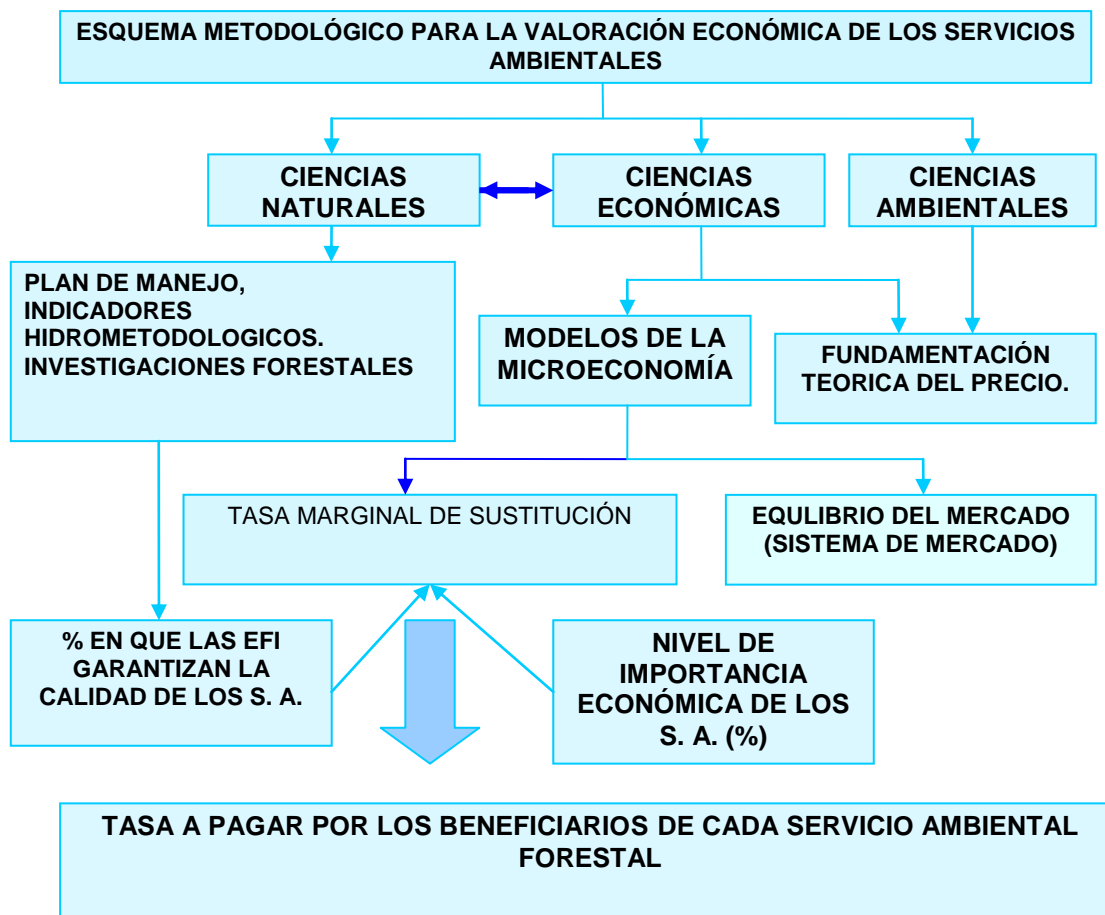 ESQUEMA METODOLÓGICO PARA LA VALORACIÓN ECONÓMICA DE LOS SERVICIOS
AMBIENTALES
CIENCIAS
NATURALES
CIENCIAS
ECONÓMICAS
CIENCIAS
AMBIENTALES
PLAN DE MANEJO,
INDICADORES
HIDROMETODOLOGICOS.
INVESTIGACIONES FORESTALES
MODELOS DE LA
MICROECONOMÍA
FUNDAMENTACIÓN
TEORICA DEL PRECIO.
TASA MARGINAL DE SUSTITUCIÓN
EQULIBRIO DEL MERCADO
(SISTEMA DE MERCADO)
% EN QUE LAS EFI
GARANTIZAN LA
CALIDAD DE LOS S. A.
NIVEL DE
IMPORTANCIA
ECONÓMICA DE LOS
S. A. (%)
TASA A PAGAR POR LOS BENEFICIARIOS DE CADA SERVICIO AMBIENTAL
FORESTAL